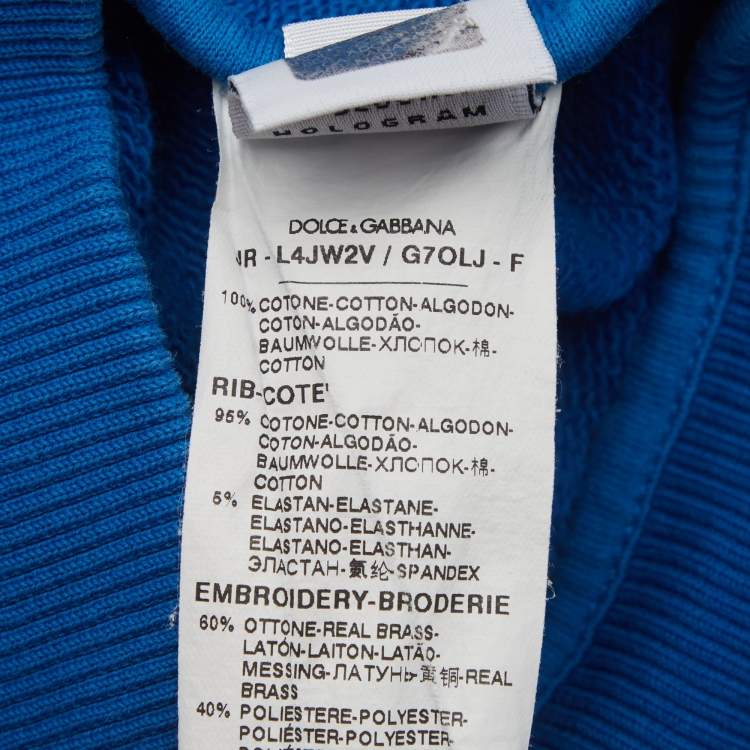 HOLOGRAM
DOLCE & GABBANA
- L4JW2V / G7OLJ - F
100% COTONE-COTTON-ALGODON-
COTON-ALGODÃO-
BAUMWOLLE-ХЛОПОК-棉-
COTTON
RIB-COTE'
95% COTONE-COTTON-ALGODON-
COTON-ALGODÃO-
BAUMWOLLE-ХЛОПОК-棉-
COTTON
5% ELASTAN-ELASTANE-
ELASTANO-ELASTHANNE-
ELASTANO-ELASTHAN-
ЭЛАСТАН-氨纶-SPANDEX
EMBROIDERY-BRODERIE
60% OTTONE-REAL BRASS-
LATÓN-LAITON-LATÃO-
MESSING-ЛАТУНЬ-黄铜-REAL
BRASS
40% POLIESTERE-POLYESTER-
POLIESTER-POLYESTER-